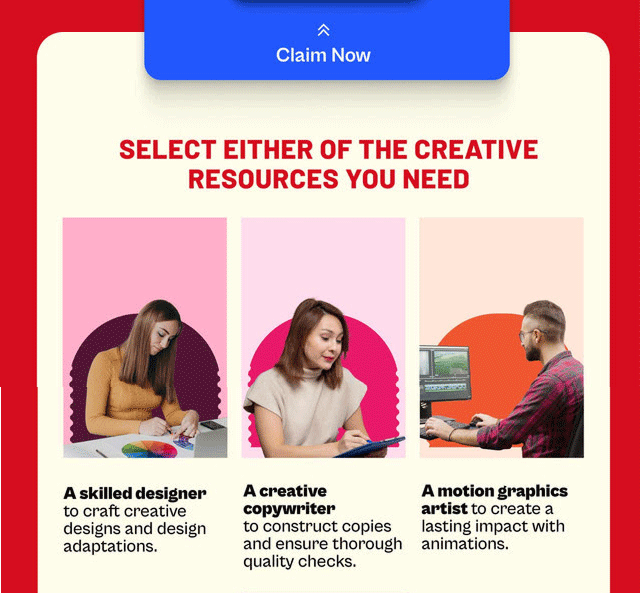 Claim Now
SELECT EITHER OF THE CREATIVE
RESOURCES YOU NEED
A skilled designer
to craft creative
designs and design
adaptations.
A creative
copywriter
to construct copies
and ensure thorough
quality checks.
A motion graphics
artist to create a
lasting impact with
animations.